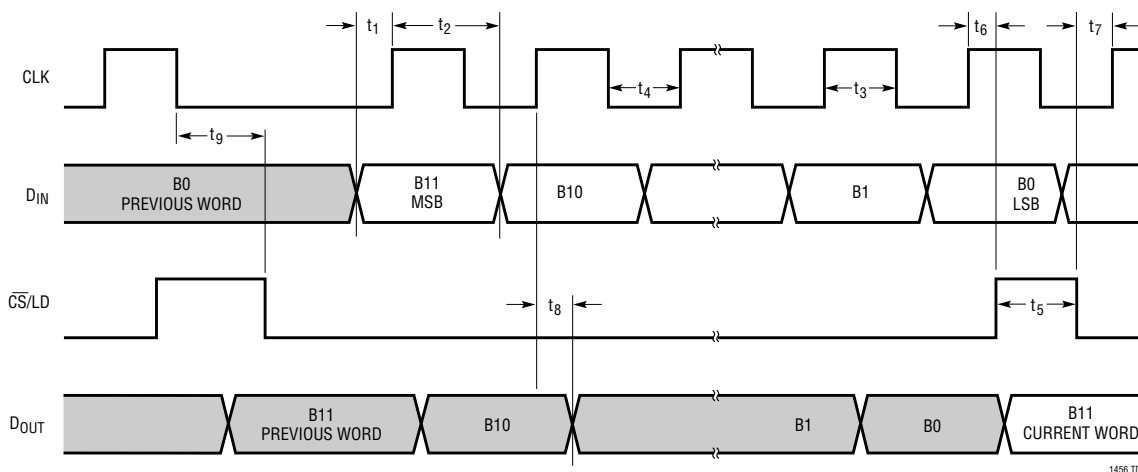 t1 t2 t6 t7
CLK
t4 t3
t9
DIN
B0
PREVIOUS WORD
B11
MSB
B10
B1
B0
LSB
CS/LD
t8
t5
DOUT
B11
PREVIOUS WORD
B10
B1
B0
B11
CURRENT WORD